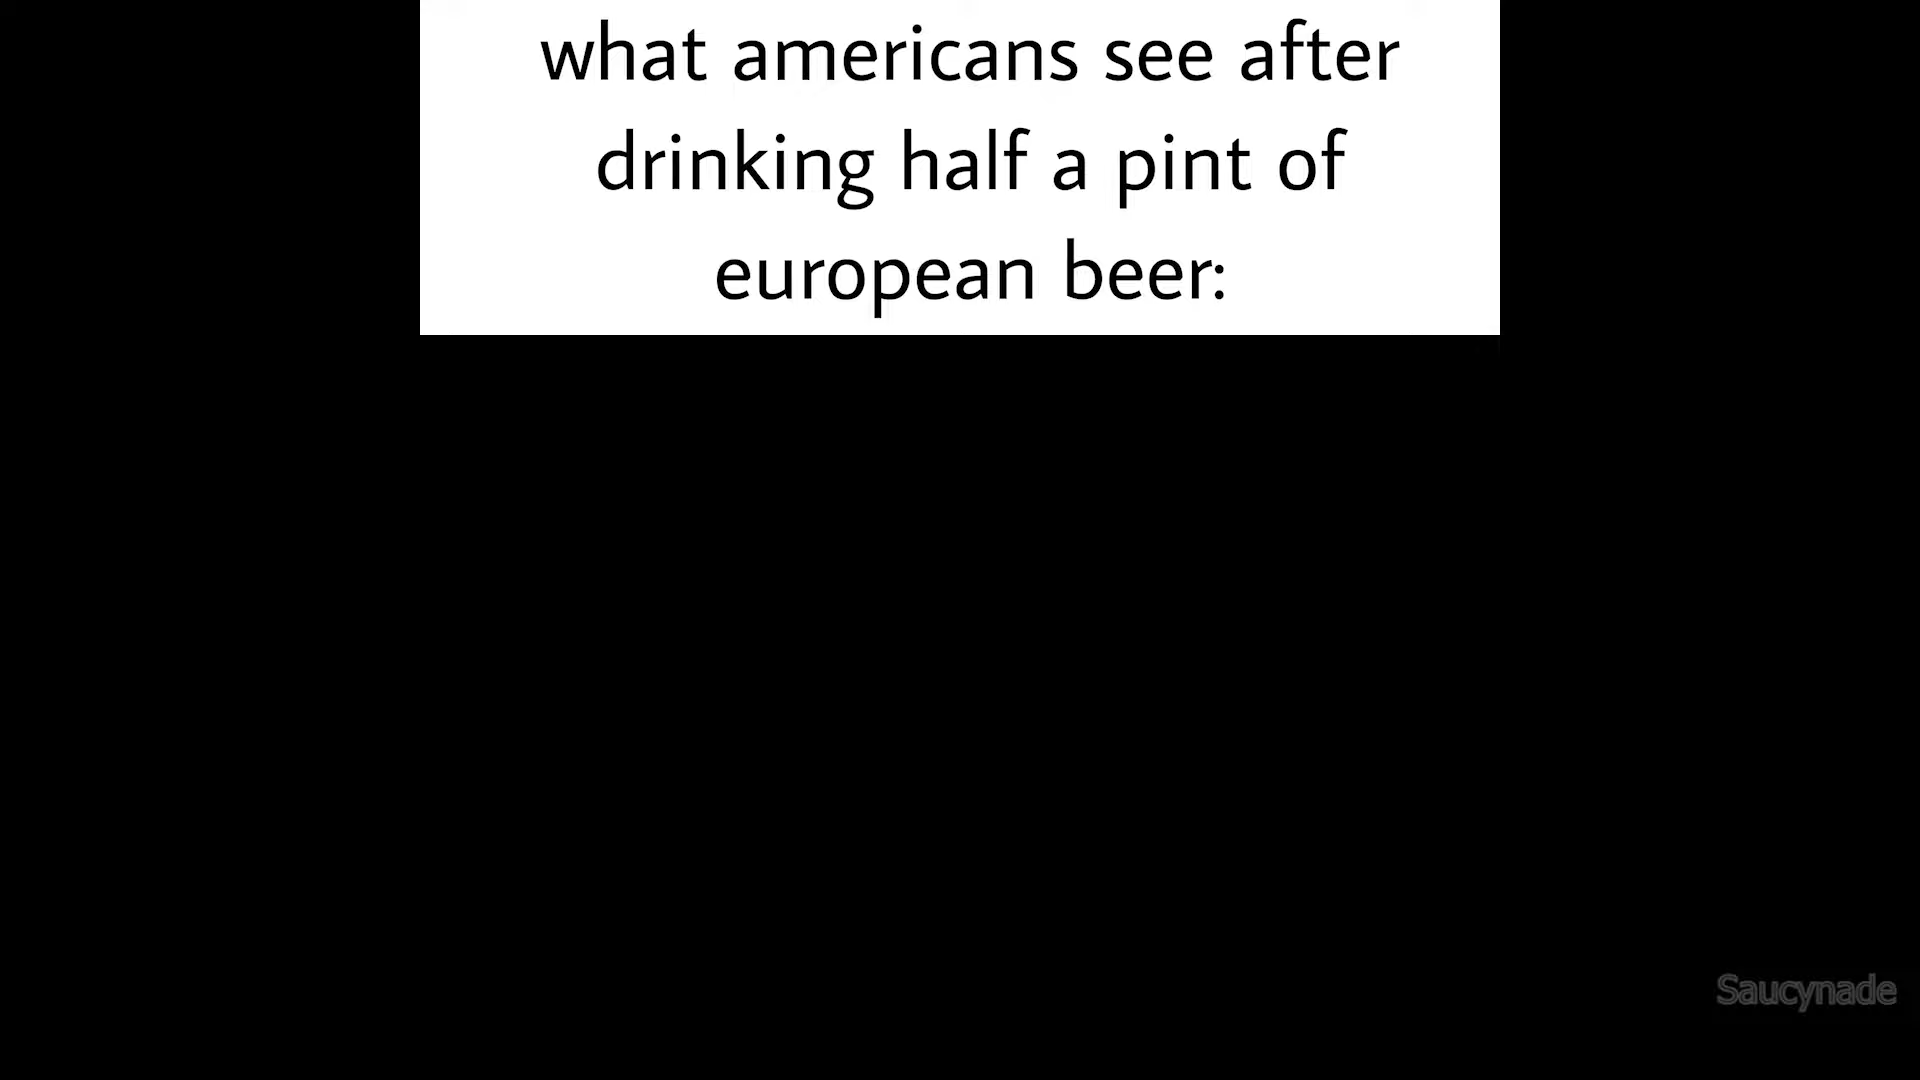 what americans see after
drinking half a pint of
european beer:
Saucynade